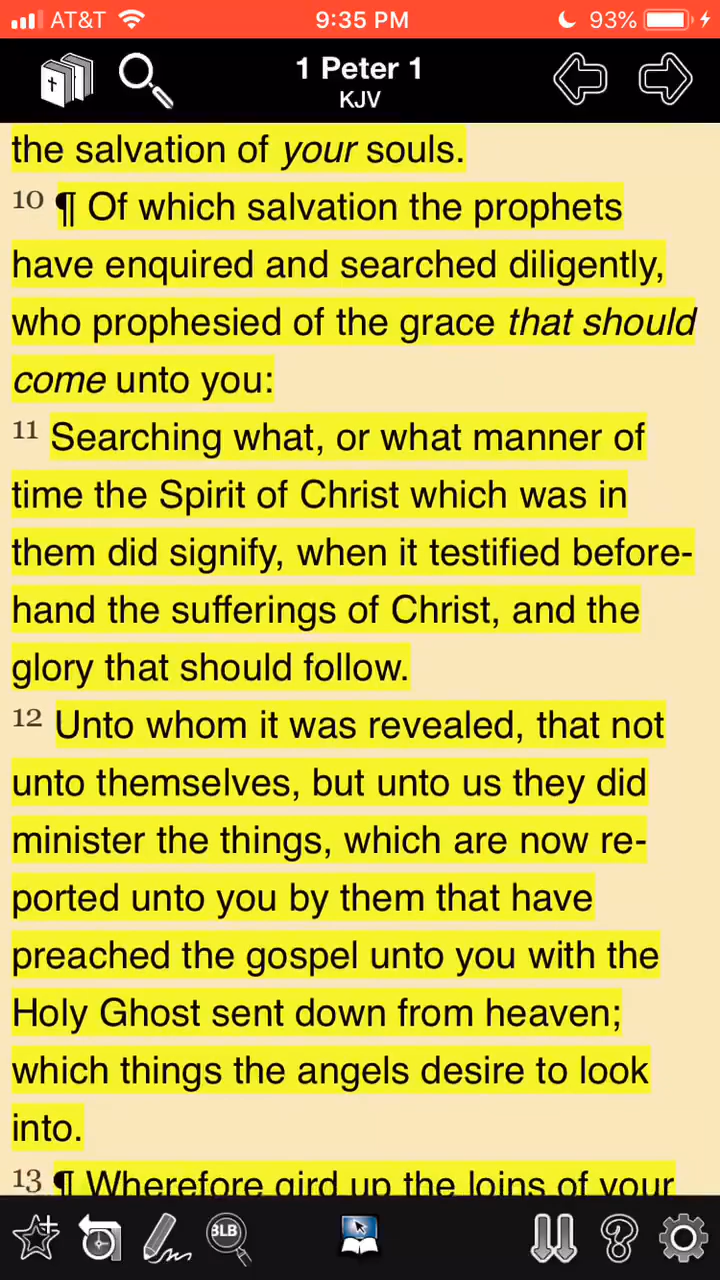 AT&T 9:35 PM 93%
1 Peter 1
KJV
the salvation of your souls.
10 ¶ Of which salvation the prophets
have enquired and searched diligently,
who prophesied of the grace that should
come unto you:
11 Searching what, or what manner of
time the Spirit of Christ which was in
them did signify, when it testified before-
hand the sufferings of Christ, and the
glory that should follow.
12 Unto whom it was revealed, that not
unto themselves, but unto us they did
minister the things, which are now re-
ported unto you by them that have
preached the gospel unto you with the
Holy Ghost sent down from heaven;
which things the angels desire to look
into.
13 ¶ Wherefore gird up the loins of your
BLB